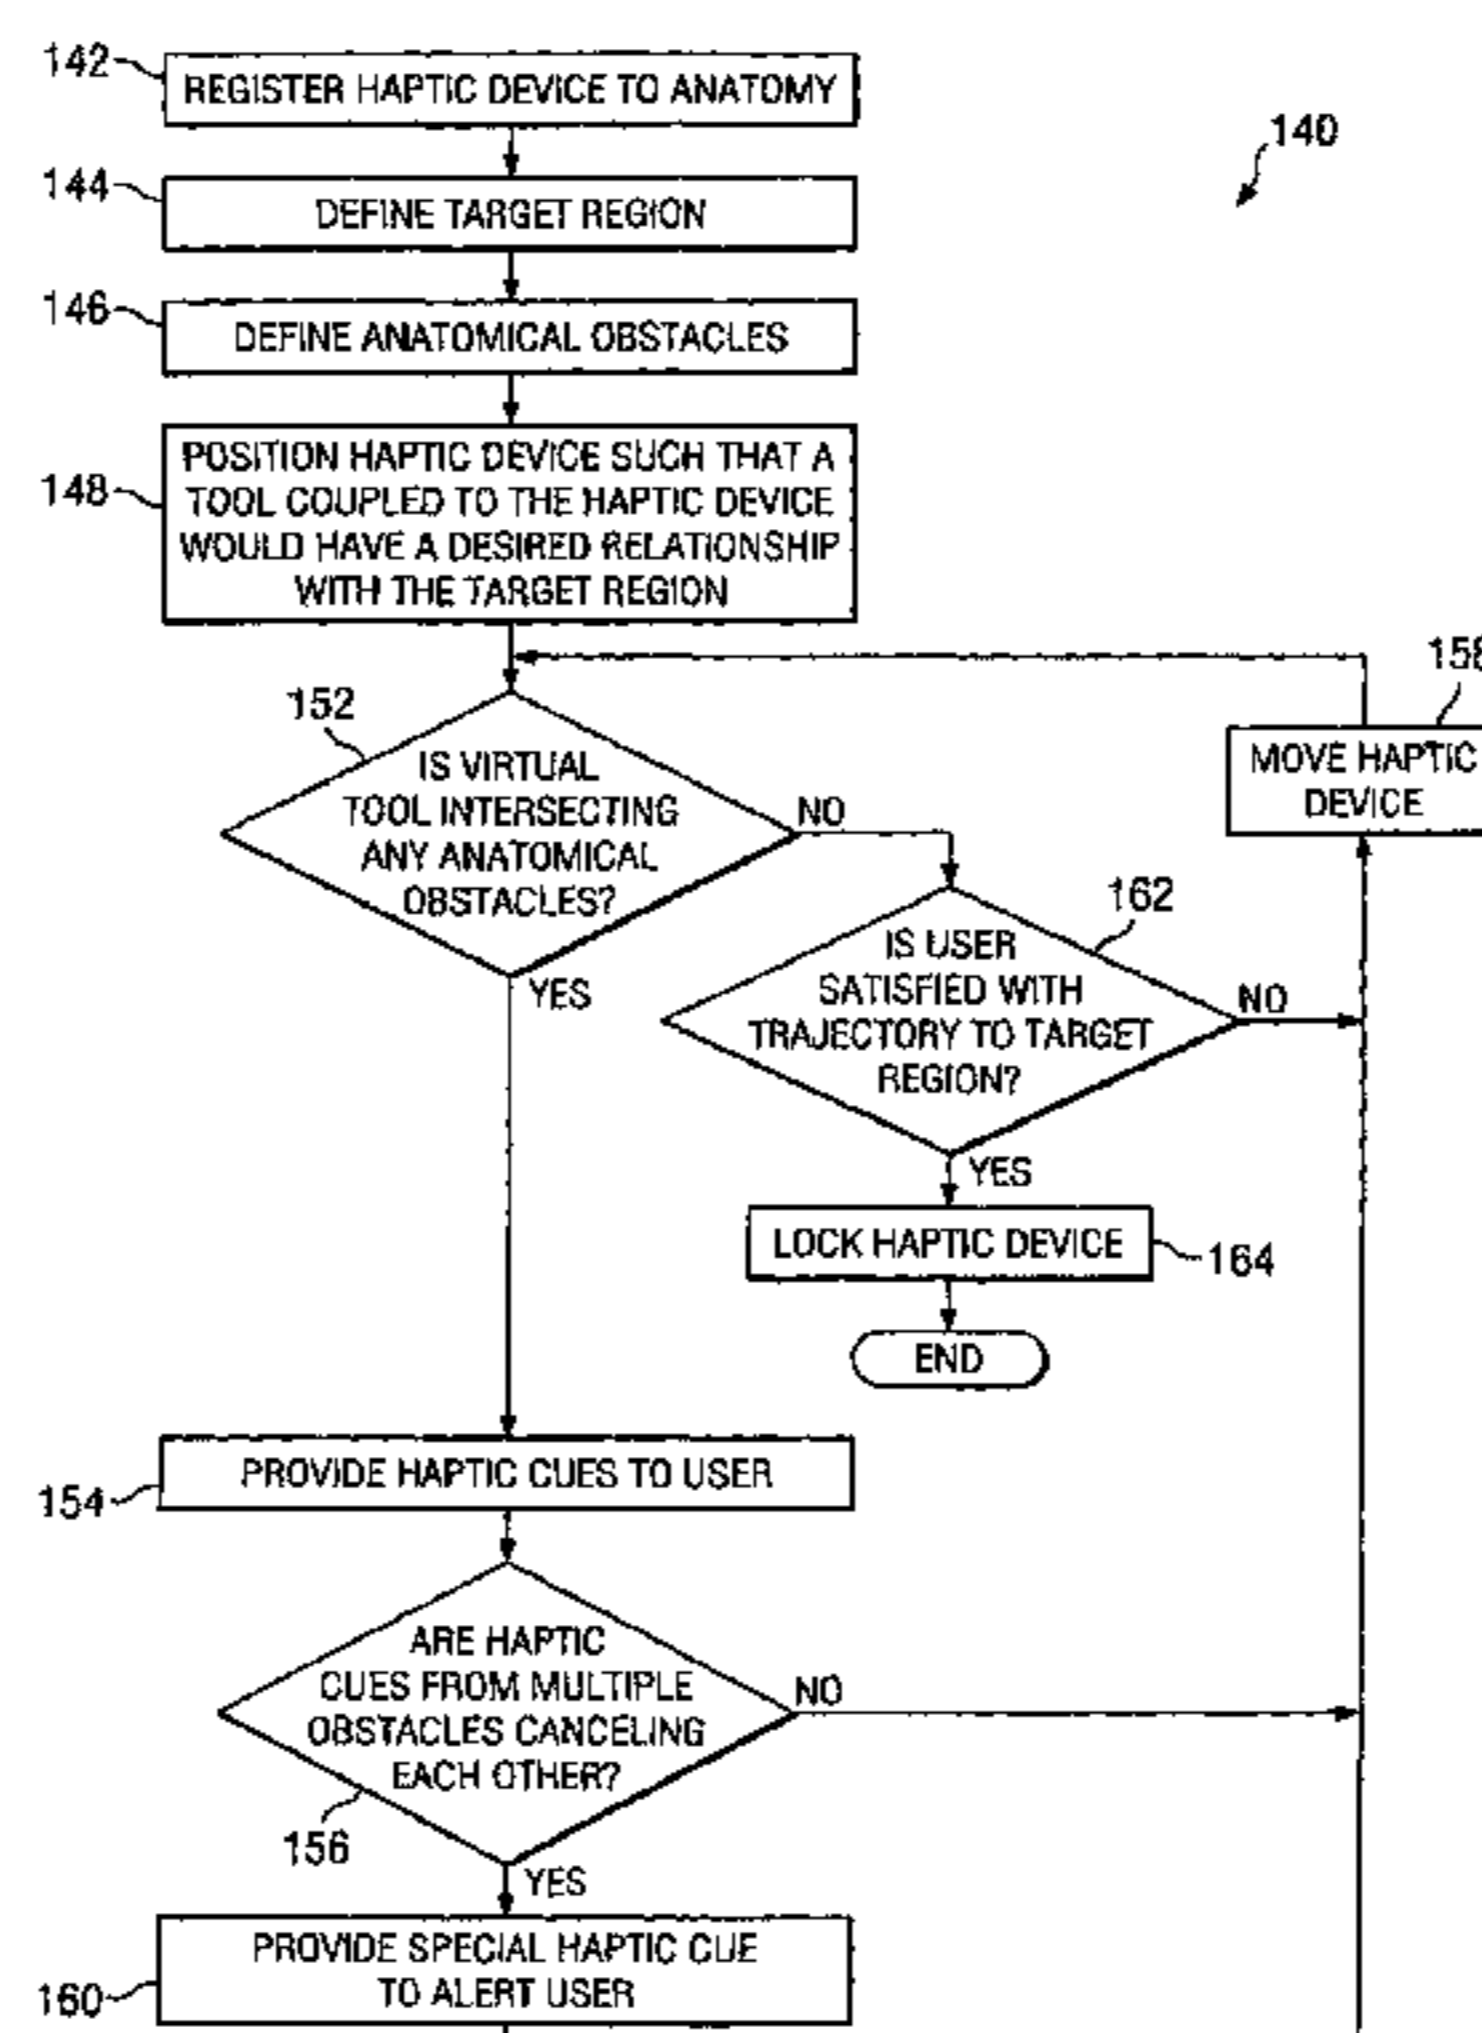 142
REGISTER HAPTIC DEVICE TO ANATOMY
140
144
DEFINE TARGET REGION
146
DEFINE ANATOMICAL OBSTACLES
148
POSITION HAPTIC DEVICE SUCH THAT A
TOOL COUPLED TO THE HAPTIC DEVICE
WOULD HAVE A DESIRED RELATIONSHIP
WITH THE TARGET REGION
158
MOVE HAPTIC
DEVICE
152
IS VIRTUAL
TOOL INTERSECTING
ANY ANATOMICAL
OBSTACLES?
NO
YES
162
IS USER
SATISFIED WITH
TRAJECTORY TO TARGET
REGION?
NO
YES
LOCK HAPTIC DEVICE
164
END
154
PROVIDE HAPTIC CUES TO USER
ARE HAPTIC
CUES FROM MULTIPLE
OBSTACLES CANCELING
EACH OTHER?
NO
156
YES
160
PROVIDE SPECIAL HAPTIC CUE
TO ALERT USER